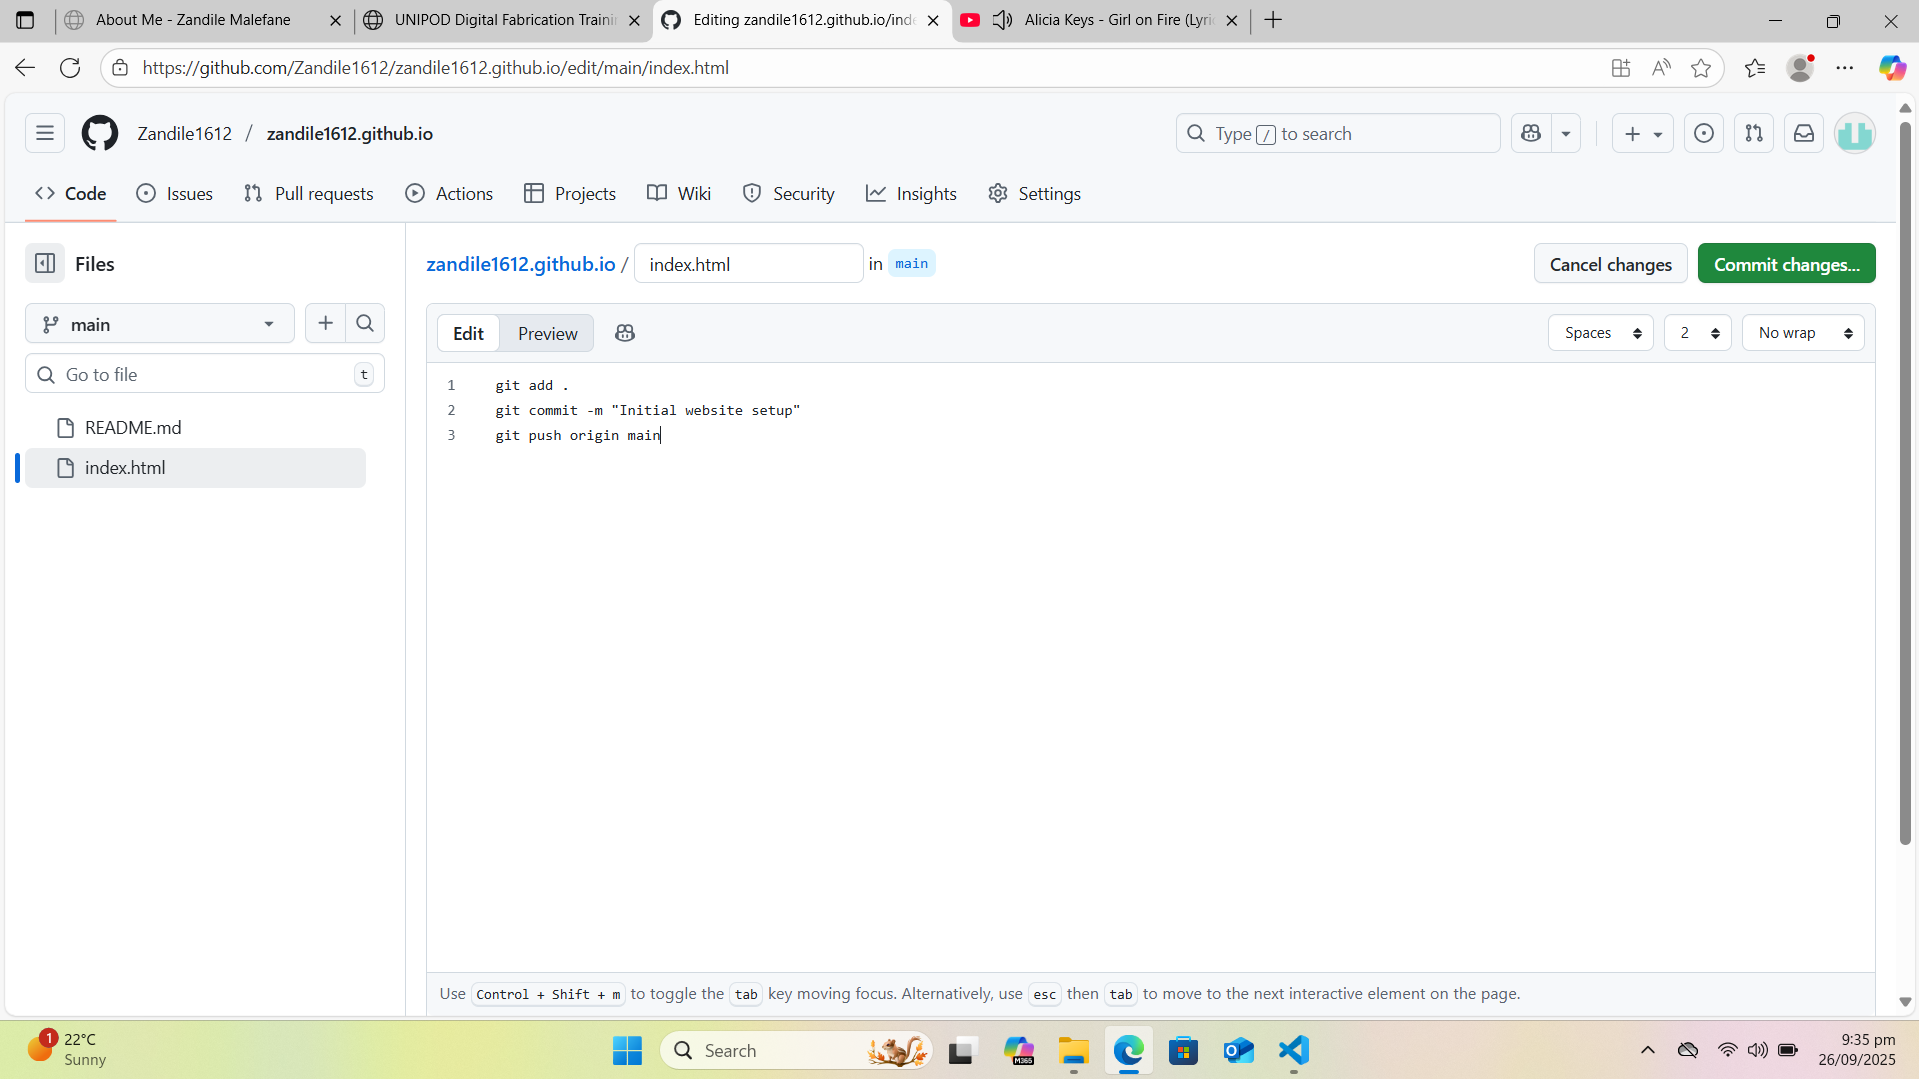 About Me - Zandile Malefane
UNIPOD Digital Fabrication Trainin
Editing zandile1612.github.io/inde
Alicia Keys - Girl on Fire (Lyric
https://github.com/Zandile1612/zandile1612.github.io/edit/main/index.html
Zandile1612 / zandile1612.github.io
Type / to search
Code
Issues
Pull requests
Actions
Projects
Wiki
Security
Insights
Settings
Files
zandile1612.github.io / index.html in main
Cancel changes
Commit changes...
main
Edit
Preview
Spaces
2
No wrap
Go to file
t
README.md
index.html
1 git add .
2 git commit -m "Initial website setup"
3 git push origin main
Use Control + Shift + m to toggle the tab key moving focus. Alternatively, use esc then tab to move to the next interactive element on the page.
1
22°C
Sunny
Search
M365
9:35 pm
26/09/2025